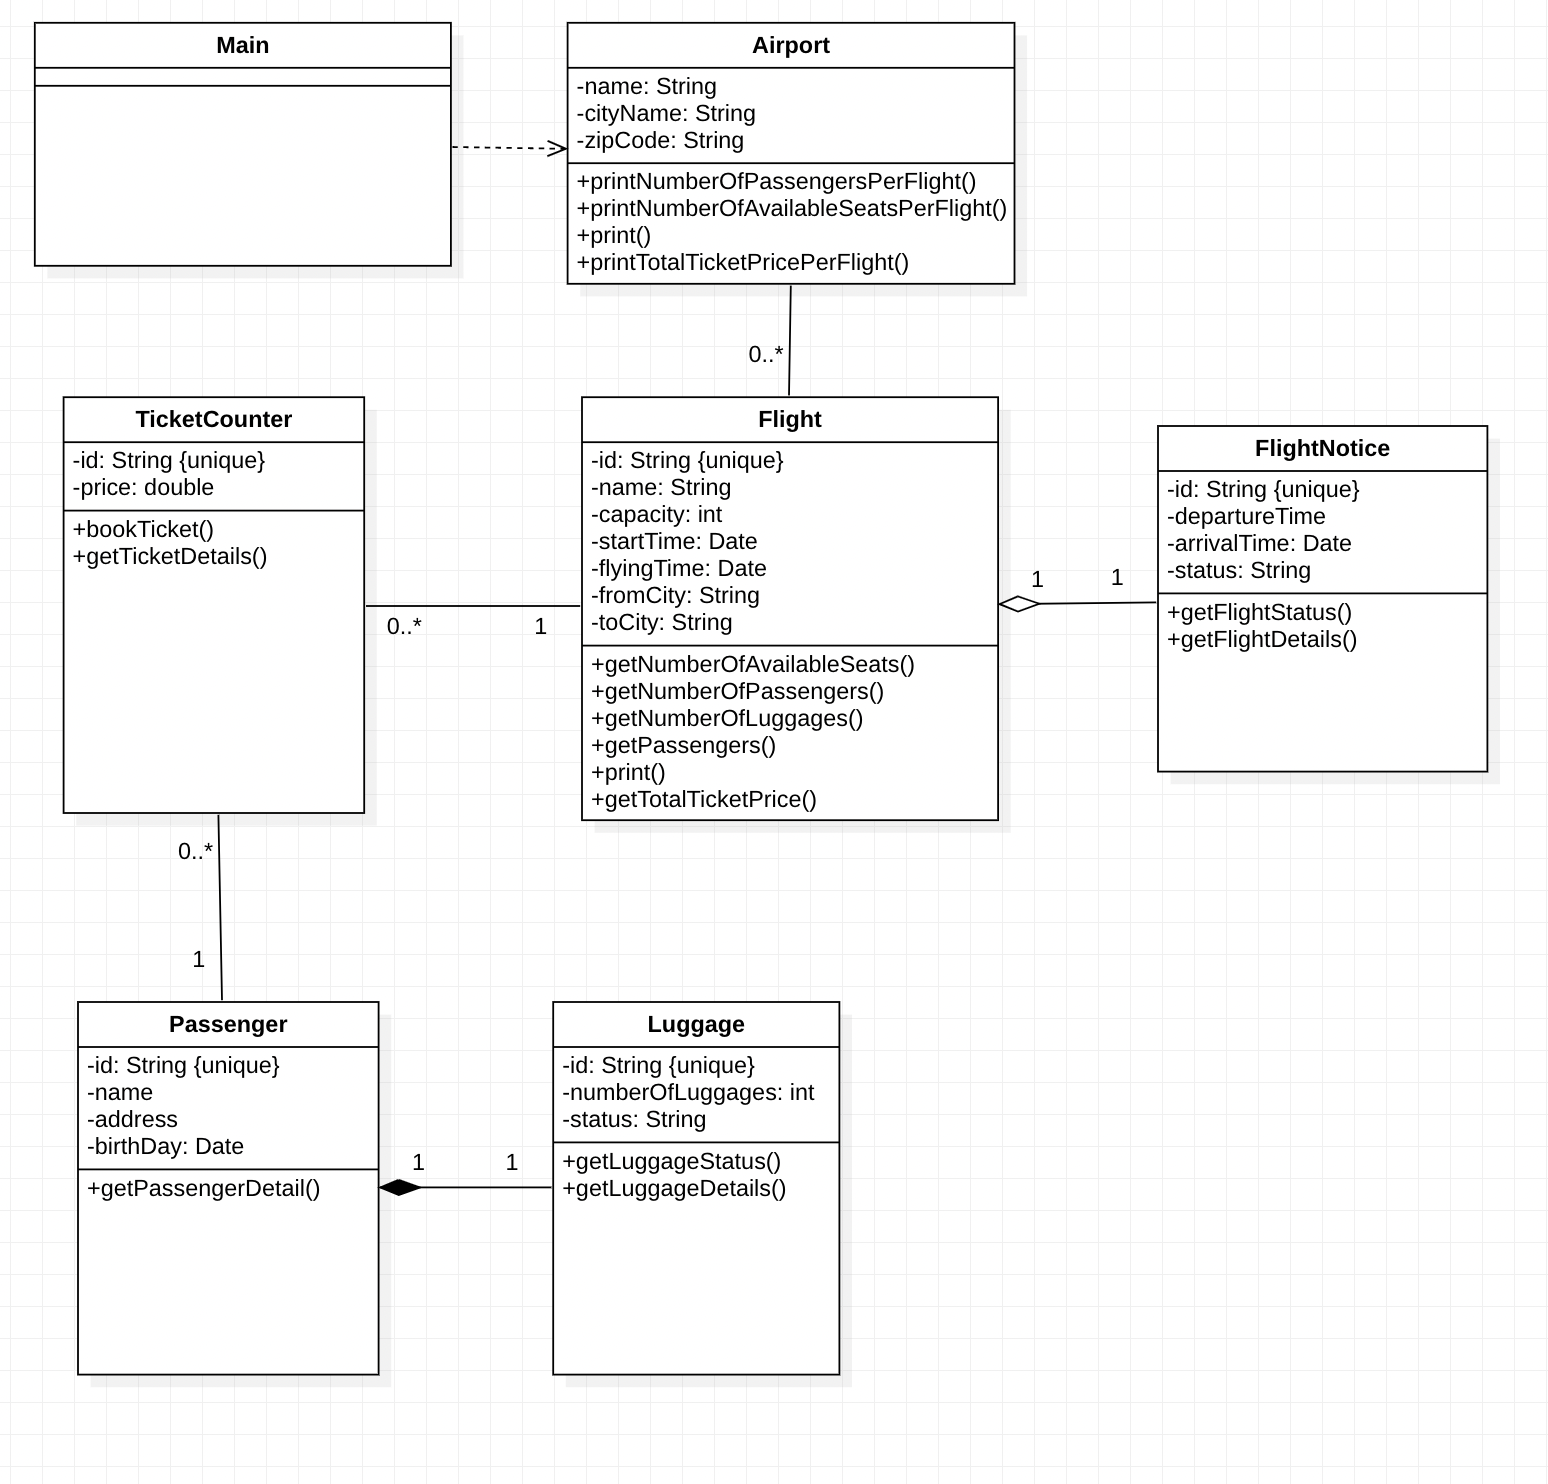 Main
Airport
-name: String
-cityName: String
-zipCode: String
+printNumberOfPassengersPerFlight()
+printNumberOfAvailableSeatsPerFlight()
+print()
+printTotalTicketPricePerFlight()
0..*
TicketCounter
-id: String {unique}
-price: double
+bookTicket()
+getTicketDetails()
0..*
1
Flight
-id: String {unique}
-name: String
-capacity: int
-startTime: Date
-flyingTime: Date
-fromCity: String
-toCity: String
+getNumberOfAvailableSeats()
+getNumberOfPassengers()
+getNumberOfLuggages()
+getPassengers()
+print()
+getTotalTicketPrice()
1
1
FlightNotice
-id: String {unique}
-departureTime
-arrivalTime: Date
-status: String
+getFlightStatus()
+getFlightDetails()
0..*
1
Passenger
-id: String {unique}
-name
-address
-birthDay: Date
+getPassengerDetail()
1
1
Luggage
-id: String {unique}
-numberOfLuggages: int
-status: String
+getLuggageStatus()
+getLuggageDetails()